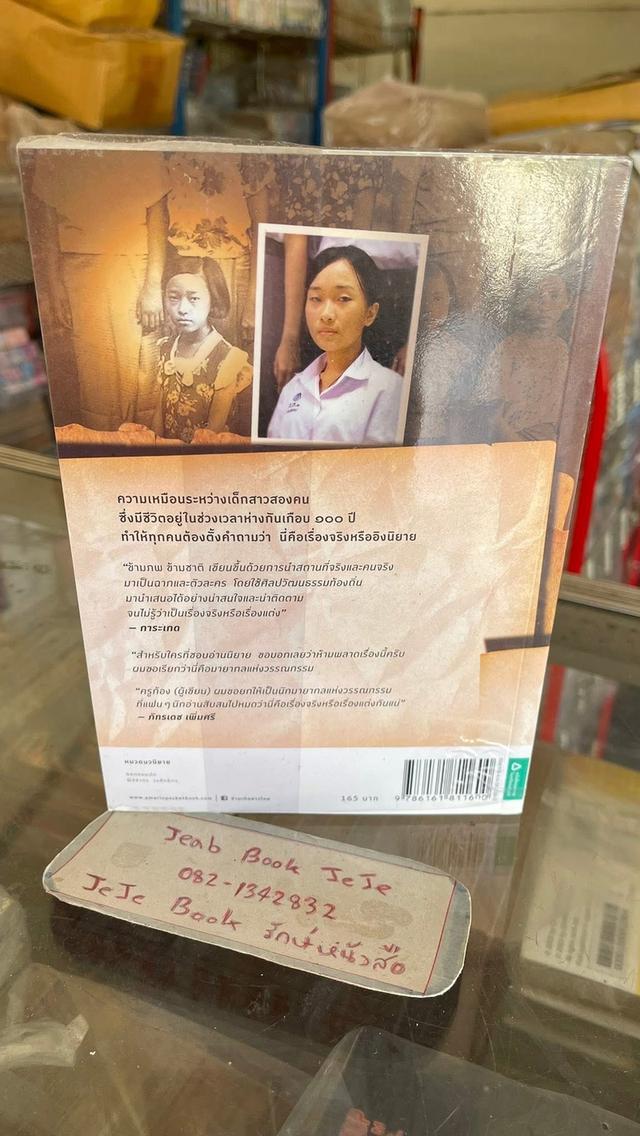 ความเหมือนระหว่างเด็กสาวสองคน
ซึ่งมีชีวิตอยู่ในช่วงเวลาห่างกันเกือบ ๑๐๐ ปี
ทำให้ทุกคนต้องตั้งคำถามว่า นี่คือเรื่องจริงหรืออิงนิยาย
“ข้ามภพ ข้ามชาติ เขียนขึ้นด้วยการนำสถานที่จริงและคนจริง
มาเป็นฉากและตัวละคร โดยใช้ศิลปวัฒนธรรมท้องถิ่น
มานำเสนอได้อย่างน่าสนใจและน่าติดตาม
จนไม่รู้ว่าเป็นเรื่องจริงหรือเรื่องแต่ง”
— การะเกด
“สำหรับใครที่ชอบอ่านนิยาย ขอบอกเลยว่าห้ามพลาดเรื่องนี้ครับ
ผมขอเรียกว่านี่คือมายากลแห่งวรรณกรรม
“ครูก้อง (ผู้เขียน) ผมขอยกให้เป็นนักมายากลแห่งวรรณกรรม
ที่แฟนๆ นักอ่านสับสนไปหมดว่านี่คือเรื่องจริงหรือเรื่องแต่งกันแน่”
— ภัทรเดช เพิ่มศรี
หมวดนวนิยาย
www.amarinpocketbook.com
165 บาท
9 786161 811600
Jeab Book JeJe
082-1342832
JeJe Book รักษ์หนังสือ